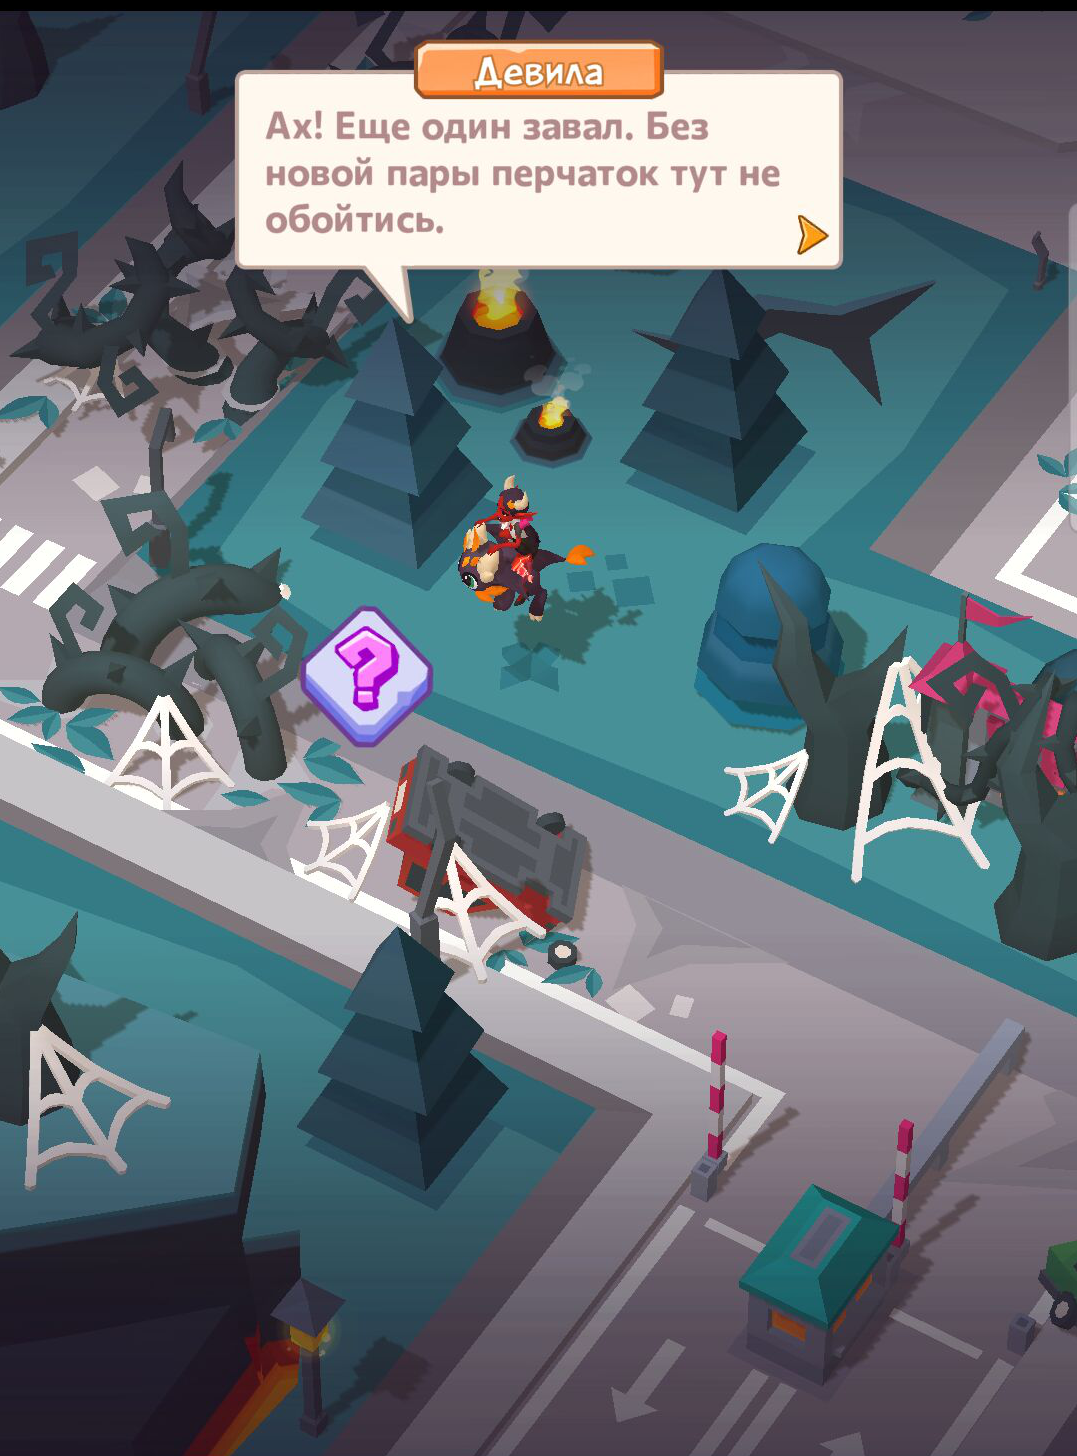 Девила
Ах! Еще один завал. Без
новой пары перчаток тут не
обойтись.
?